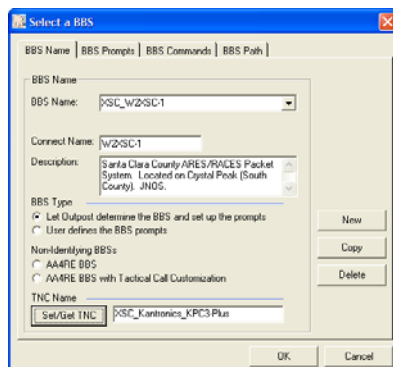 Select a BBS
BBS Name BBS Prompts BBS Commands BBS Path
BBS Name
BBS Name: XSC_W2XSC-1
Connect Name: W2XSC-1
Description: Santa Clara County ARES/RACES Packet
System. Located on Crystal Peak (South
County). JNOS.
BBS Type
Let Outpost determine the BBS and set up the prompts
User defines the BBS prompts
New
Non-Identifying BBSs
Copy
AA4RE BBS
AA4RE BBS with Tactical Call Customization
Delete
TNC Name
Set/Get TNC XSC_Kantronics_KPC3-Plus
OK Cancel